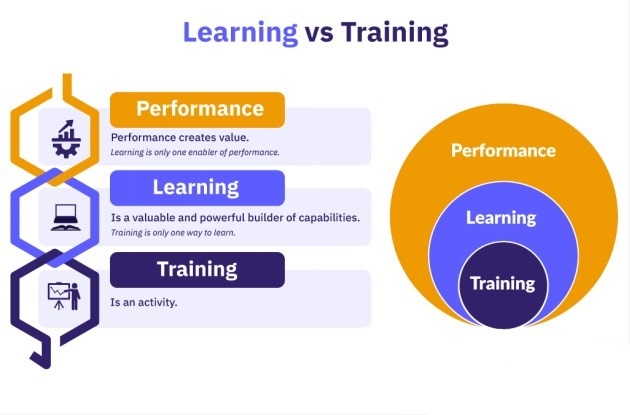 Learning vs Training
Performance
Performance creates value.
Learning is only one enabler of performance.
Learning
Is a valuable and powerful builder of capabilities.
Training is only one way to learn.
Training
Is an activity.
Performance
Learning
Training